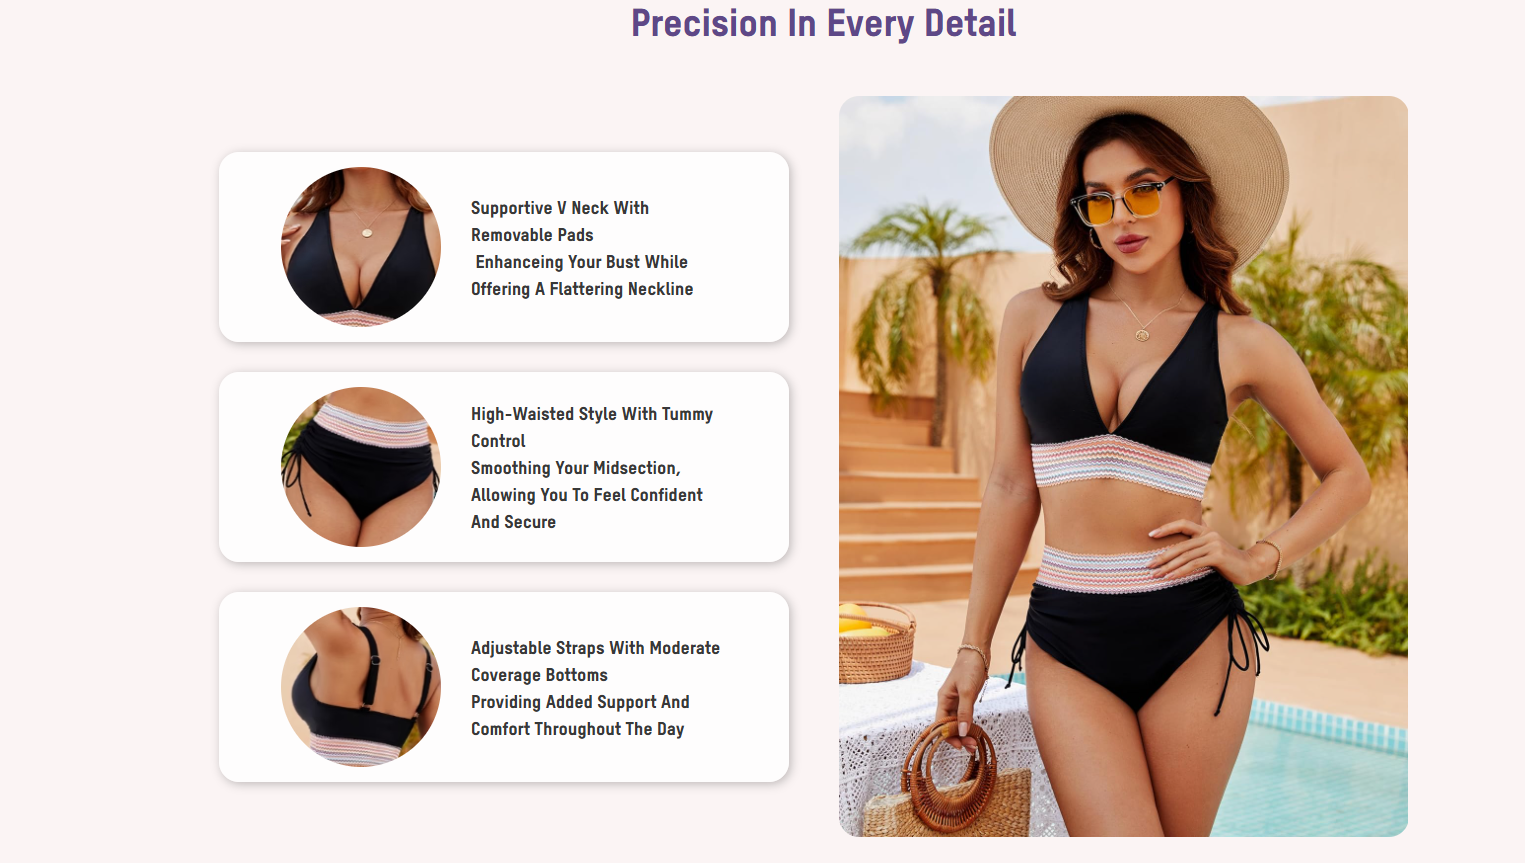 Precision In Every Detail
Supportive V Neck With
Removable Pads
Enhanceing Your Bust While
Offering A Flattering Neckline
High-Waisted Style With Tummy
Control
Smoothing Your Midsection,
Allowing You To Feel Confident
And Secure
Adjustable Straps With Moderate
Coverage Bottoms
Providing Added Support And
Comfort Throughout The Day